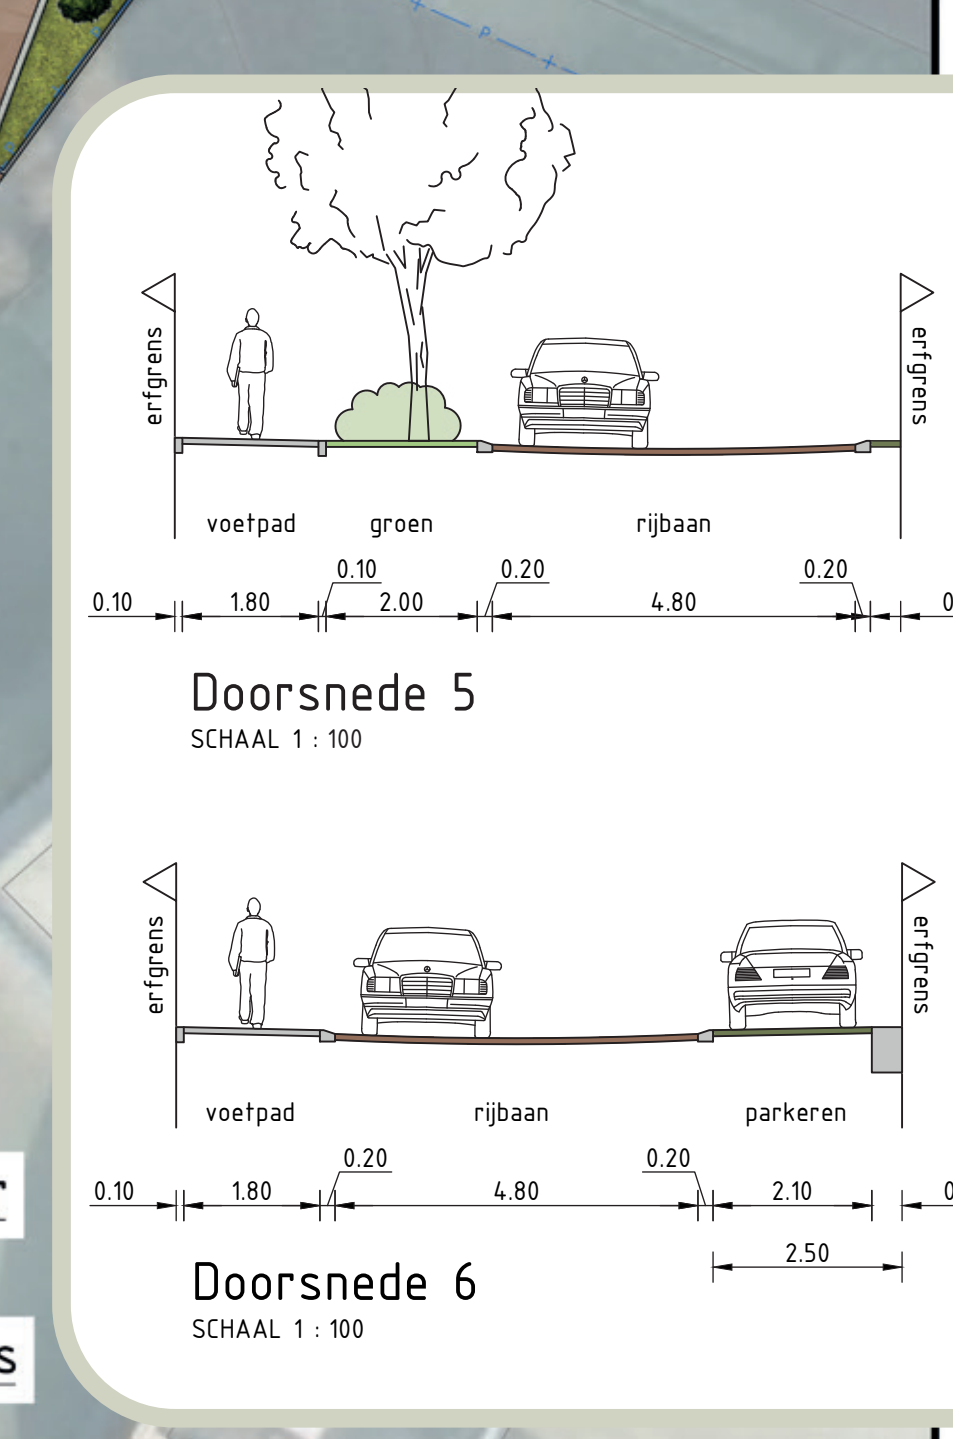 P
erfgrens
erfgrens
voetpad groen rijbaan
0.10 0.20 0.20
0.10 1.80 2.00 4.80
Doorsnede 5
SCHAAL 1 : 100
erfgrens
erfgrens
voetpad rijbaan parkeren
0.20 0.20
0.10 1.80 4.80 2.10
2.50
Doorsnede 6
SCHAAL 1 : 100
s